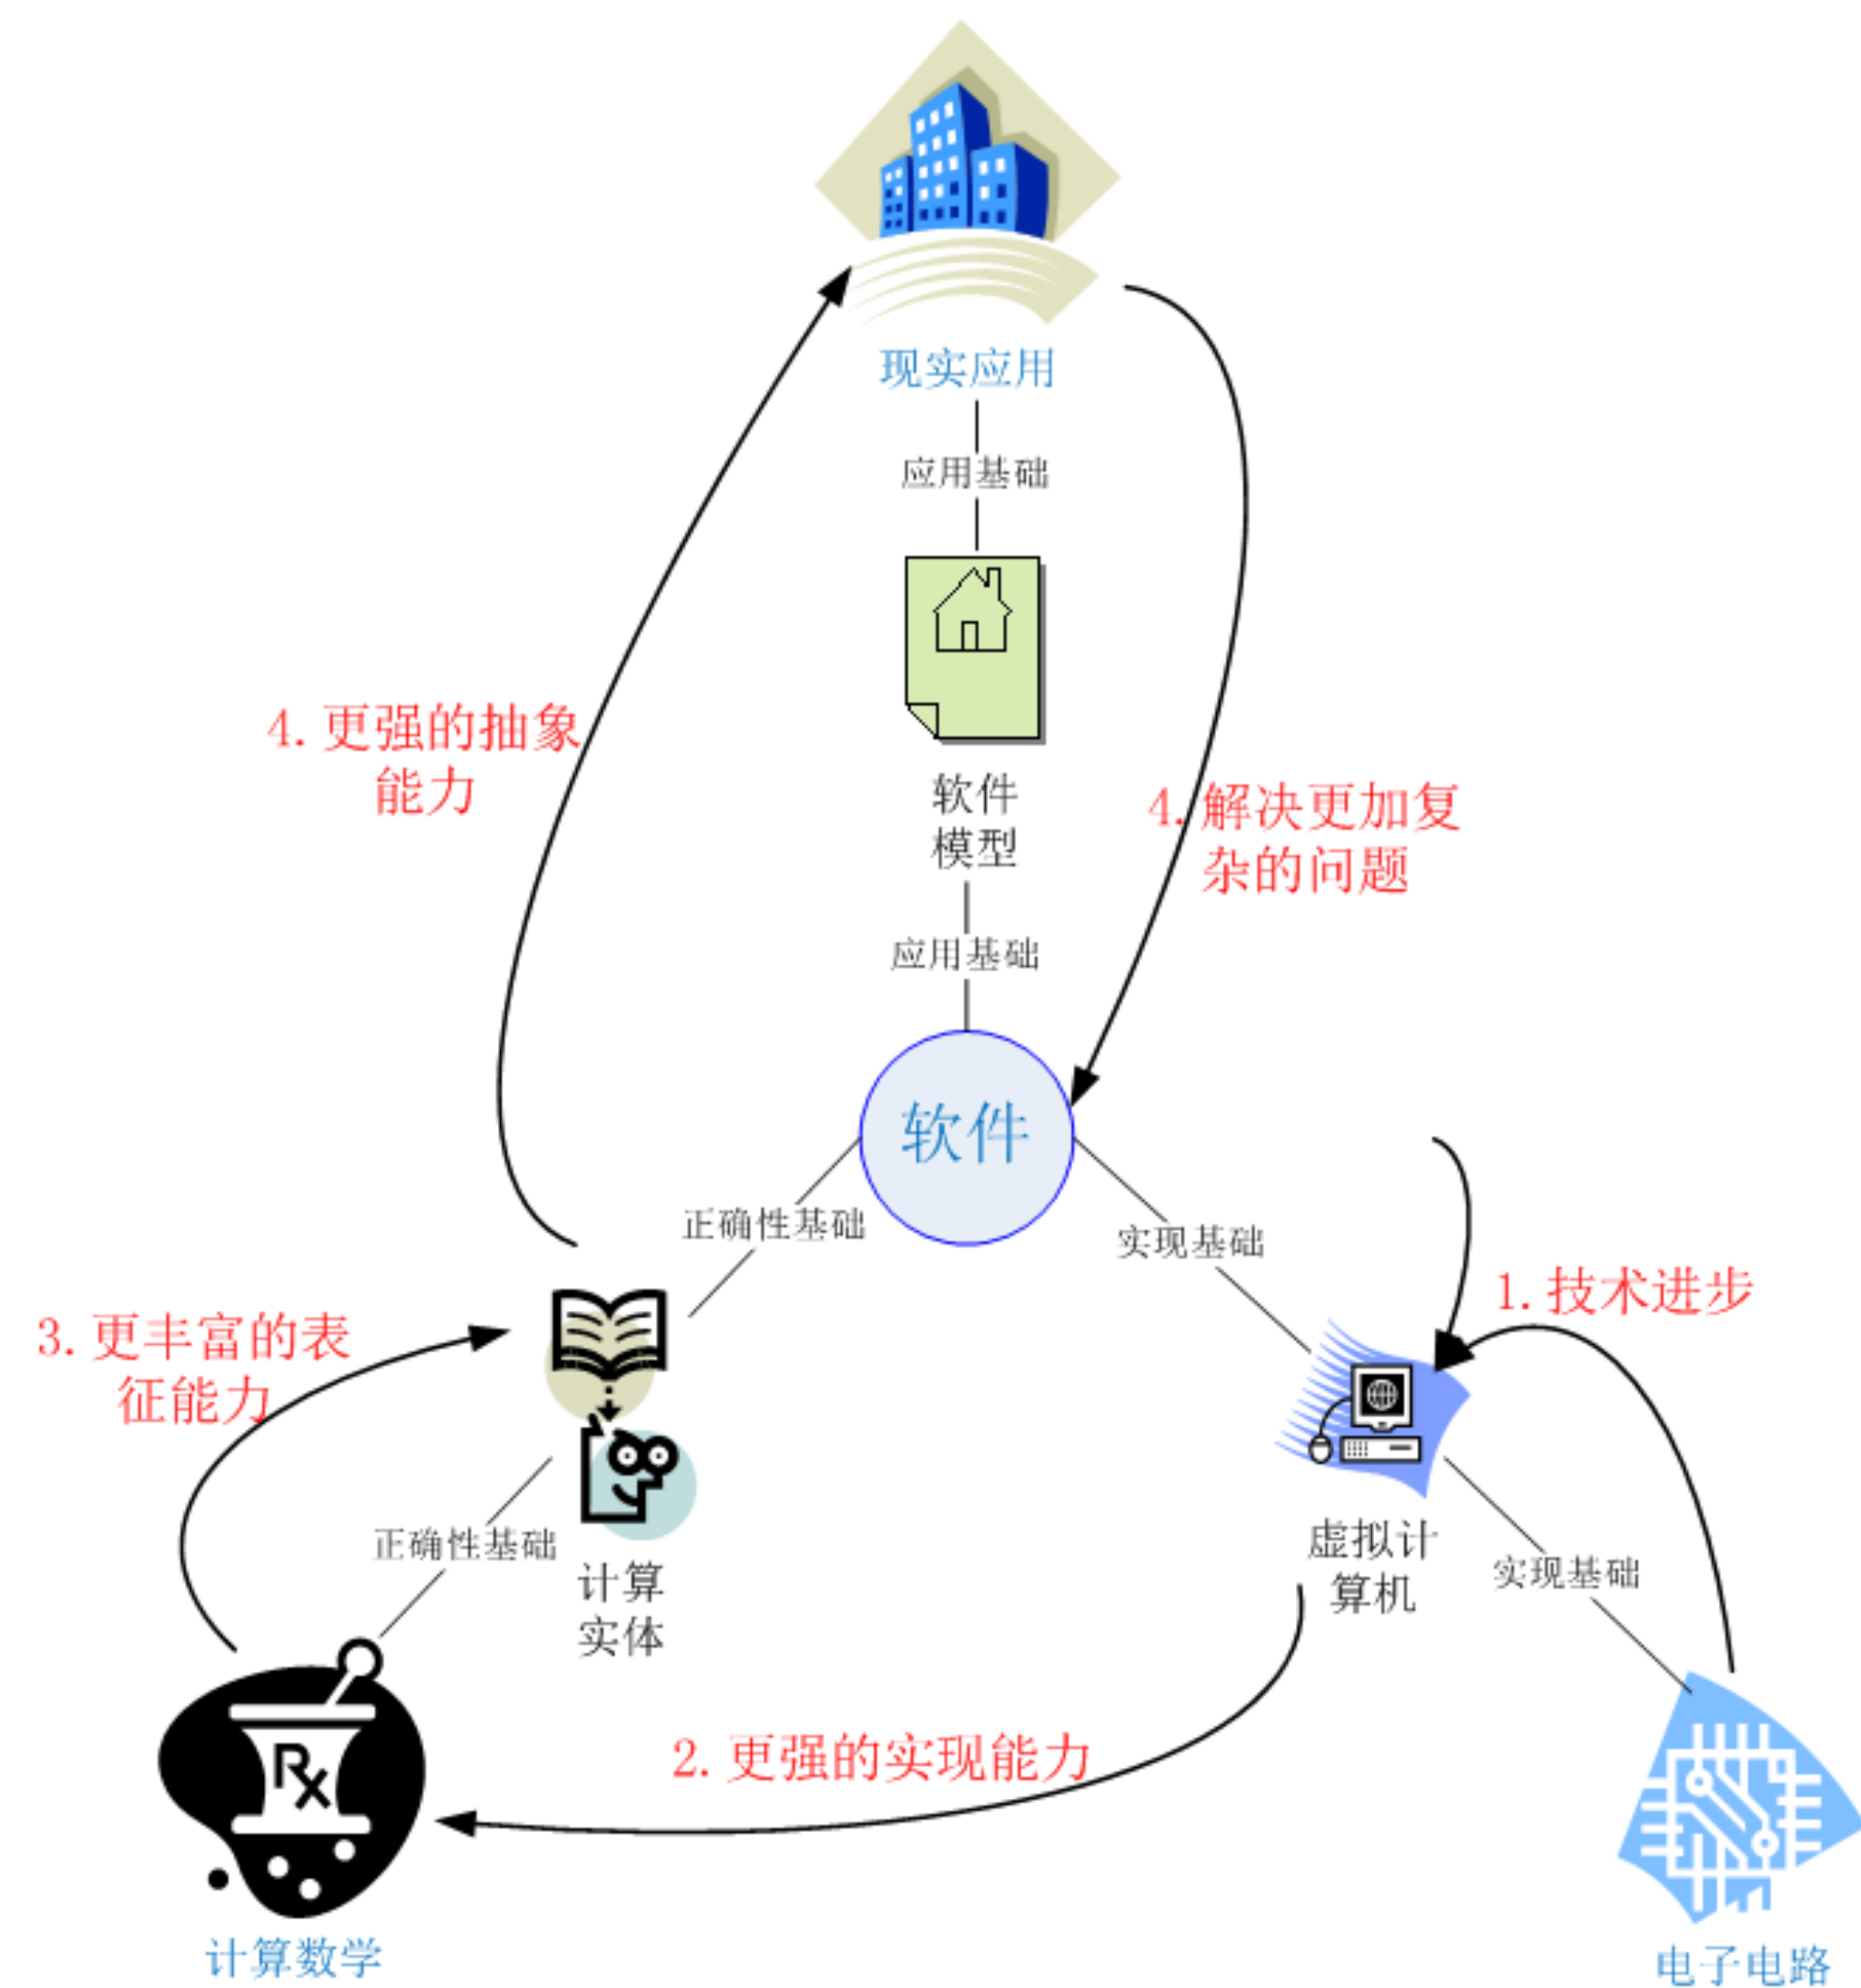 现实应用
应用基础
4. 更强的抽象
能力
软件
模型
4. 解决更加复
杂的问题
应用基础
软件
正确性基础
实现基础
1. 技术进步
3. 更丰富的表
征能力
正确性基础
计算
实体
虚拟计
算机
实现基础
Rx
2. 更强的实现能力
计算数学
电子电路